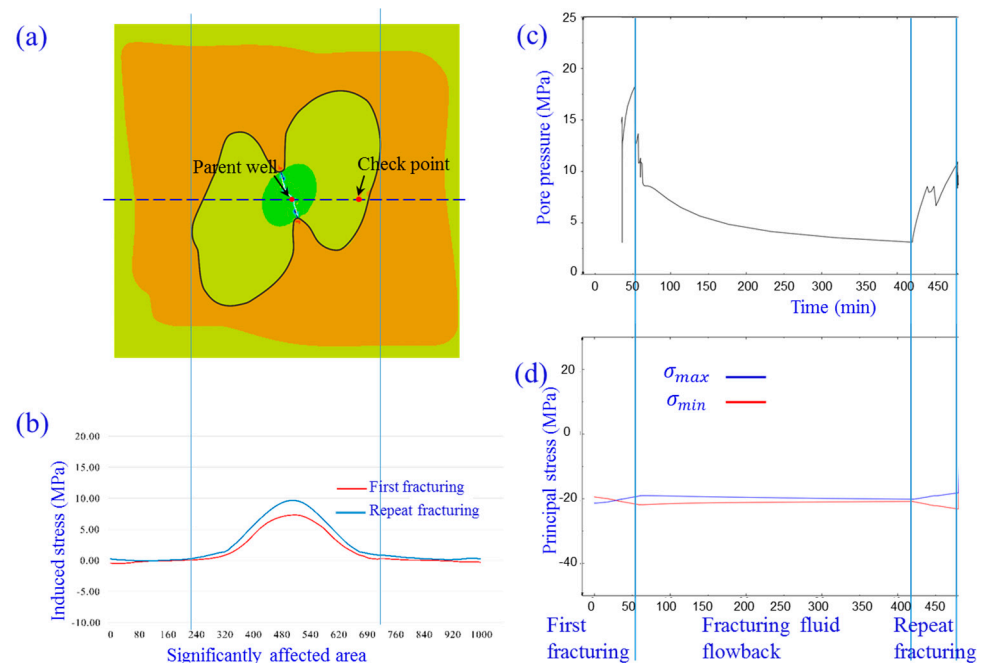 (a)
Parent well
Check point
(b)
Induced stress (MPa)
20.00
15.00
10.00
5.00
0.00
-5.00
-10.00
First fracturing
Repeat fracturing
0 80 160 240 320 400 480 540 620 690 760 840 920 1000
Significantly affected area
(c)
Pore pressure (MPa)
25
20
15
10
5
0
0 50 100 150 200 250 300 350 400 450
Time (min)
(d)
Principal stress (MPa)
20
0
-20
-40
σmax
σmin
0 50 100 150 200 250 300 350 400 450
First fracturing
Fracturing fluid flowback
Repeat fracturing